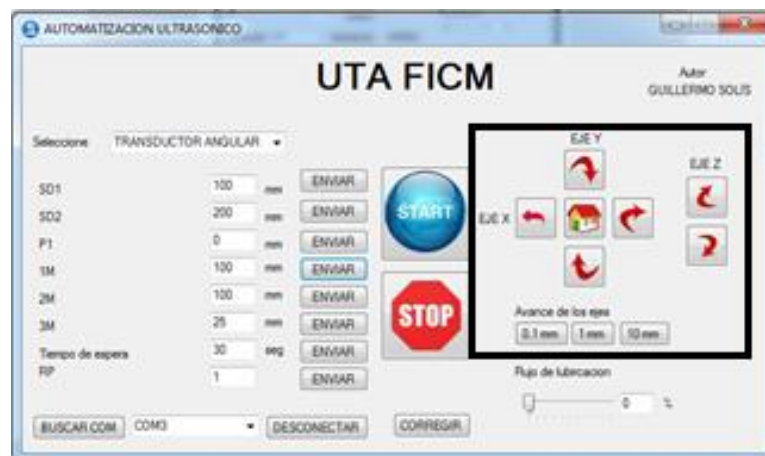 AUTOMATIZACION ULTRASONICO
UTA FICM
Autor
GUILLERMO SOLIS
Seleccione TRANSDUCTOR ANGULAR
SD1 100 mm ENVIAR
SD2 200 mm ENVIAR
P1 0 mm ENVIAR
1M 100 mm ENVIAR
2M 100 mm ENVIAR
3M 25 mm ENVIAR
Tiempo de espera 30 seg ENVIAR
RP 1 ENVIAR
START
STOP
EJE Y
EJE Z
EJE X
Avance de los ejes
0.1 mm 1 mm 10 mm
Flujo de lubricacion
0 %
BUSCAR COM COM3 DESCONECTAR CORREGIR